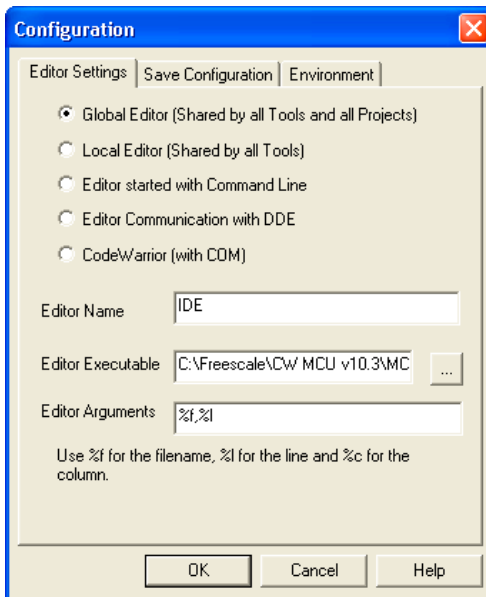 Configuration
Editor Settings Save Configuration Environment
Global Editor (Shared by all Tools and all Projects)
Local Editor (Shared by all Tools)
Editor started with Command Line
Editor Communication with DDE
CodeWarrior (with COM)
Editor Name IDE
Editor Executable C:\Freescale\CW MCU v10.3\MC ...
Editor Arguments %f,%l
Use %f for the filename, %l for the line and %c for the
column.
OK Cancel Help